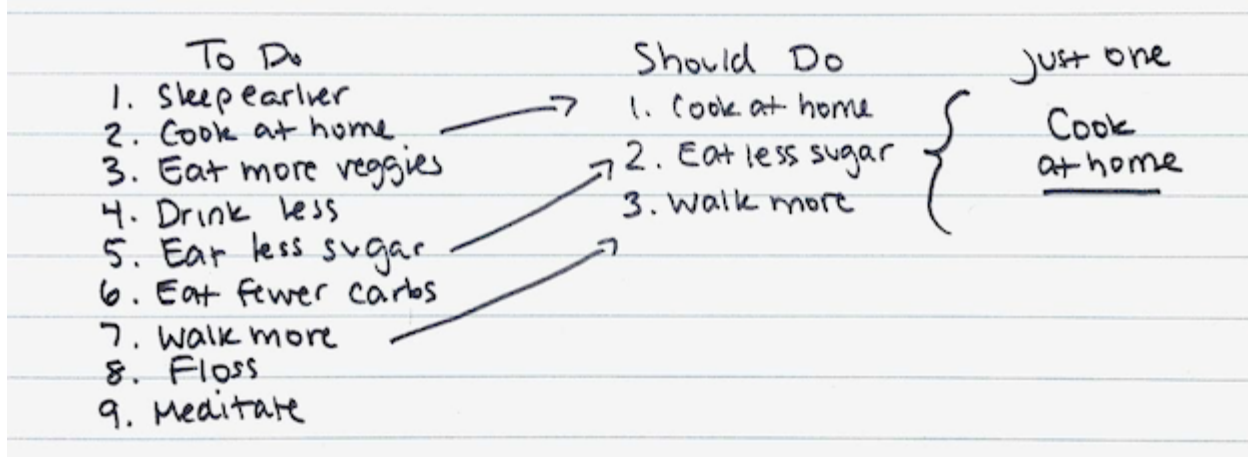 To Do
1. Sleep earlier
2. Cook at home
3. Eat more veggies
4. Drink less
5. Eat less sugar
6. Eat fewer carbs
7. Walk more
8. Floss
9. Meditate
Should Do
1. Cook at home
2. Eat less sugar
3. Walk more
Just one
Cook
at home